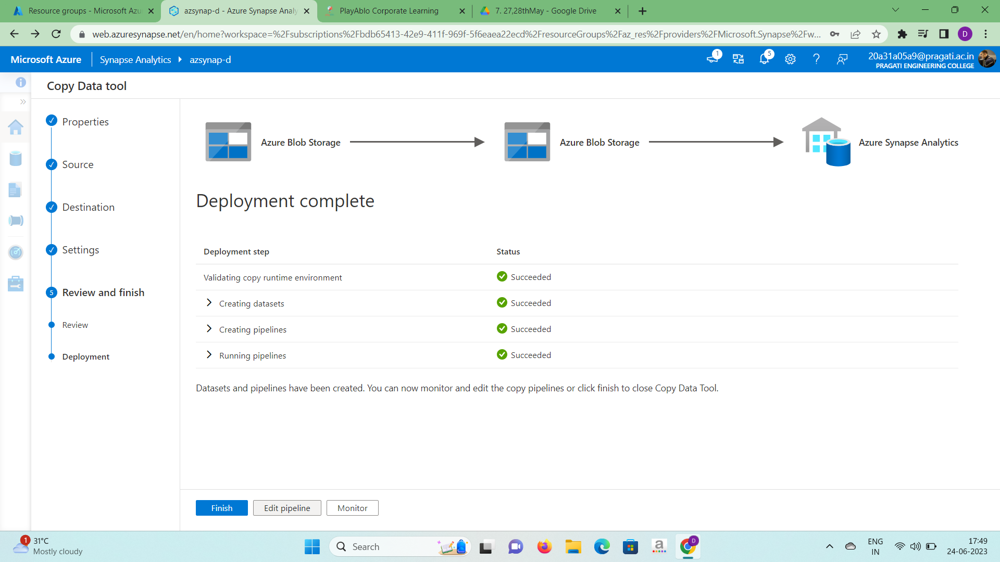 Resource groups - Microsoft Azu
azsynap-d - Azure Synapse Analy
PlayAblo Corporate Learning
7. 27,28thMay - Google Drive
web.azuresynapse.net/en/home?workspace=%2Fsubscriptions%2Fbdb65413-42e9-411f-969f-5f6eaea22ecd%2FresourceGroups%2Faz_res%2Fproviders%2FMicrosoft.Synapse%2Fw...
D
Microsoft Azure
Synapse Analytics
azsynap-d
1
5
20a31a05a9@pragati.ac.in
PRAGATI ENGINEERING COLLEGE
Copy Data tool
Properties
Source
Destination
Settings
5
Review and finish
Review
Deployment
Azure Blob Storage
Azure Blob Storage
Azure Synapse Analytics
Deployment complete
Deployment step Status
Validating copy runtime environment Succeeded
Creating datasets Succeeded
Creating pipelines Succeeded
Running pipelines Succeeded
Datasets and pipelines have been created. You can now monitor and edit the copy pipelines or click finish to close Copy Data Tool.
Finish
Edit pipeline
Monitor
1
31°C
Mostly cloudy
Search
a
D
ENG
IN
17:49
24-06-2023